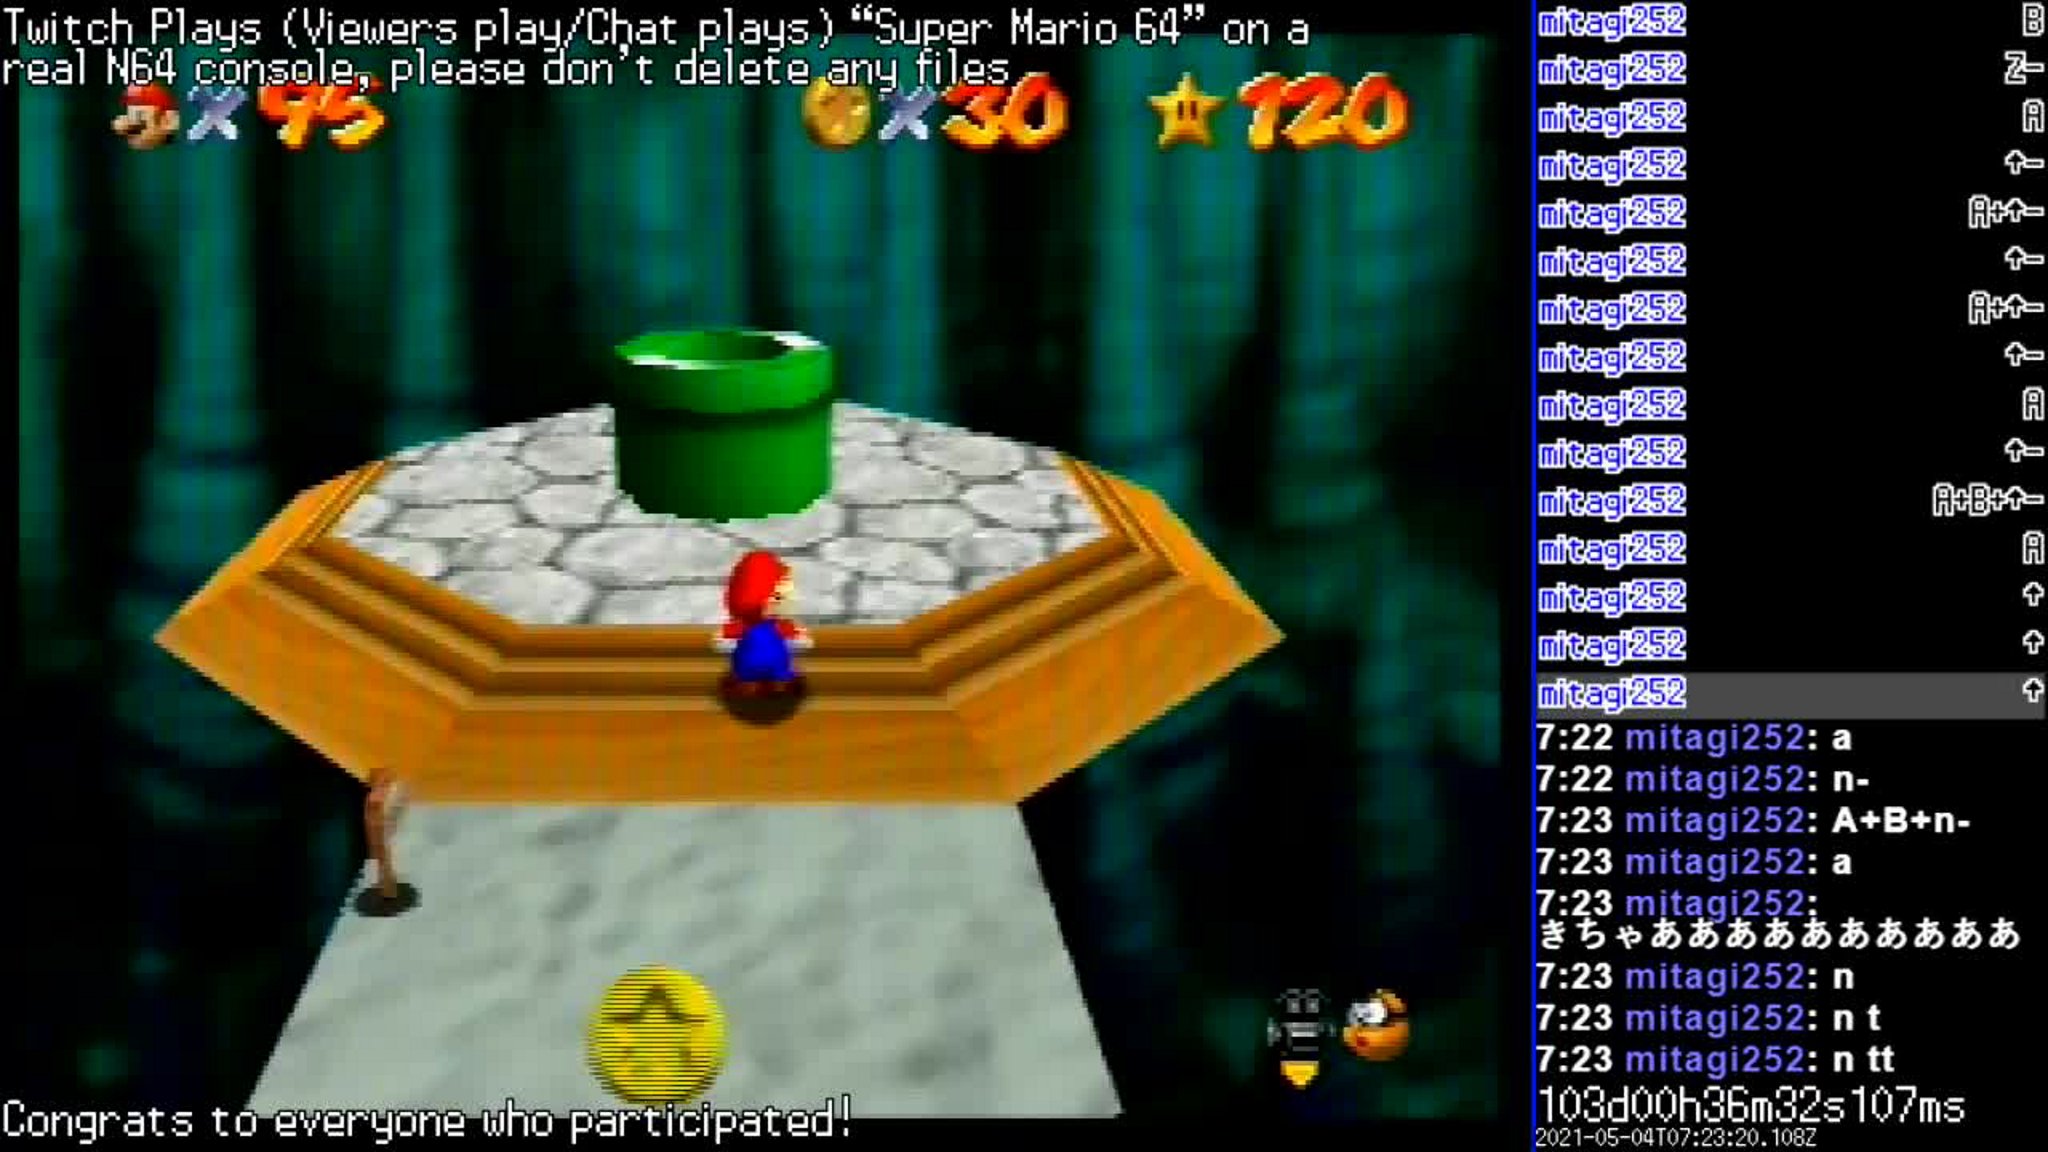 Twitch Plays (Viewers play/Chat plays) “Super Mario 64” on a
real N64 console, please don’t delete any files
× 95 × 30 120
mitagi252 B
mitagi252 Z-
mitagi252 A
mitagi252 ↑-
mitagi252 A+↑-
mitagi252 ↑-
mitagi252 A+↑-
mitagi252 ↑-
mitagi252 A
mitagi252 ↑-
mitagi252 A+B+↑-
mitagi252 A
mitagi252 ↑
mitagi252 ↑
mitagi252 ↑
7:22 mitagi252: a
7:22 mitagi252: n-
7:23 mitagi252: A+B+n-
7:23 mitagi252: a
7:23 mitagi252:
きちゃあああああああああああ
7:23 mitagi252: n
7:23 mitagi252: n t
7:23 mitagi252: n tt
103d00h36m32s107ms
2021-05-04T07:23:20.108Z
Congrats to everyone who participated!